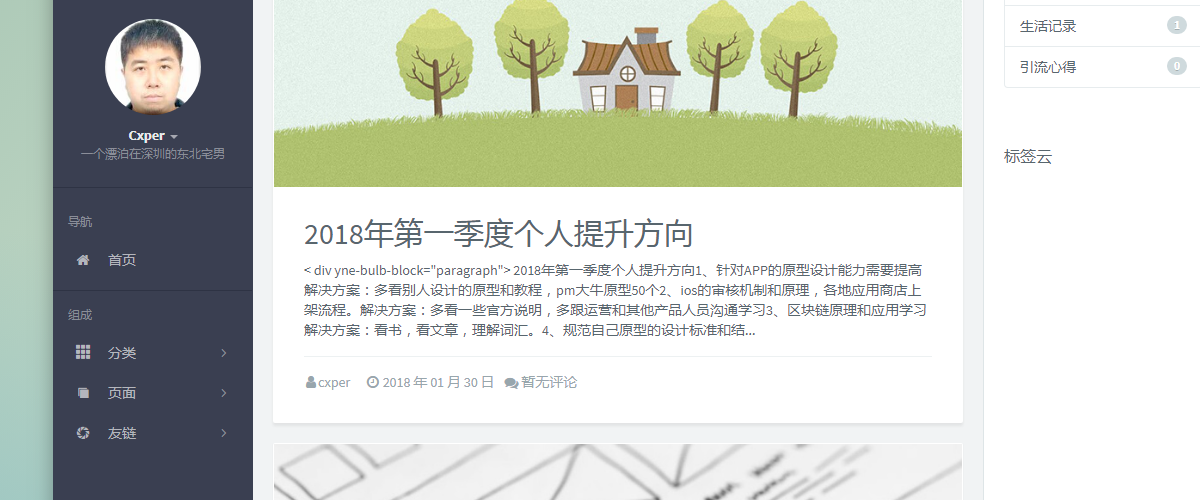 Cxper
一个漂泊在深圳的东北宅男
导航
首页
组成
分类
页面
友链
2018年第一季度个人提升方向
< div yne-bulb-block="paragraph"> 2018年第一季度个人提升方向1、针对APP的原型设计能力需要提高
解决方案：多看别人设计的原型和教程，pm大牛原型50个2、ios的审核机制和原理，各地应用商店上
架流程。解决方案：多看一些官方说明，多跟运营和其他产品人员沟通学习3、区块链原理和应用学习
解决方案：看书，看文章，理解词汇。4、规范自己原型的设计标准和结...
cxper 2018 年 01 月 30 日 暂无评论
生活记录 1
引流心得 0
标签云